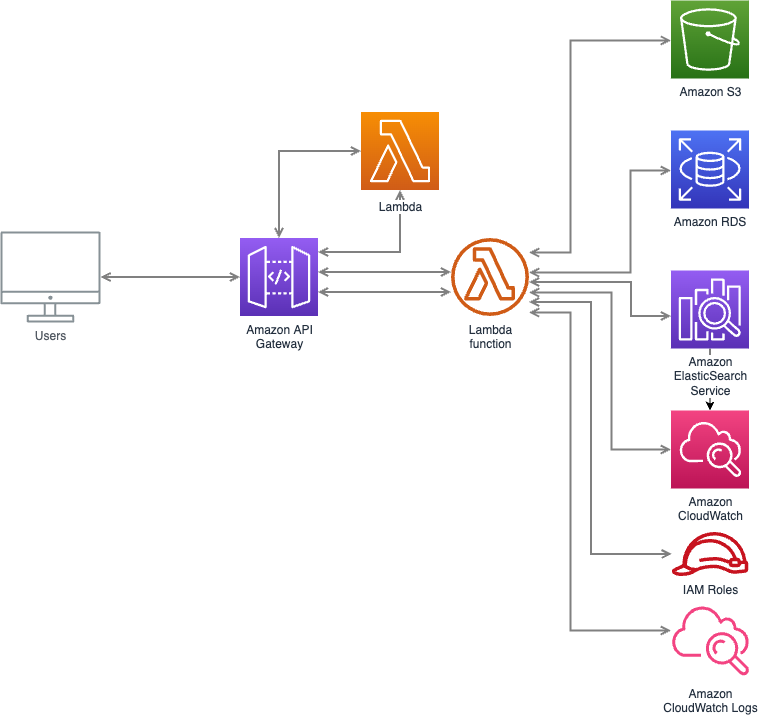 Amazon S3
Amazon RDS
Lambda
Users
Amazon API
Gateway
</>
Lambda
function
Amazon
ElasticSearch
Service
Amazon
CloudWatch
IAM Roles
Amazon
CloudWatch Logs